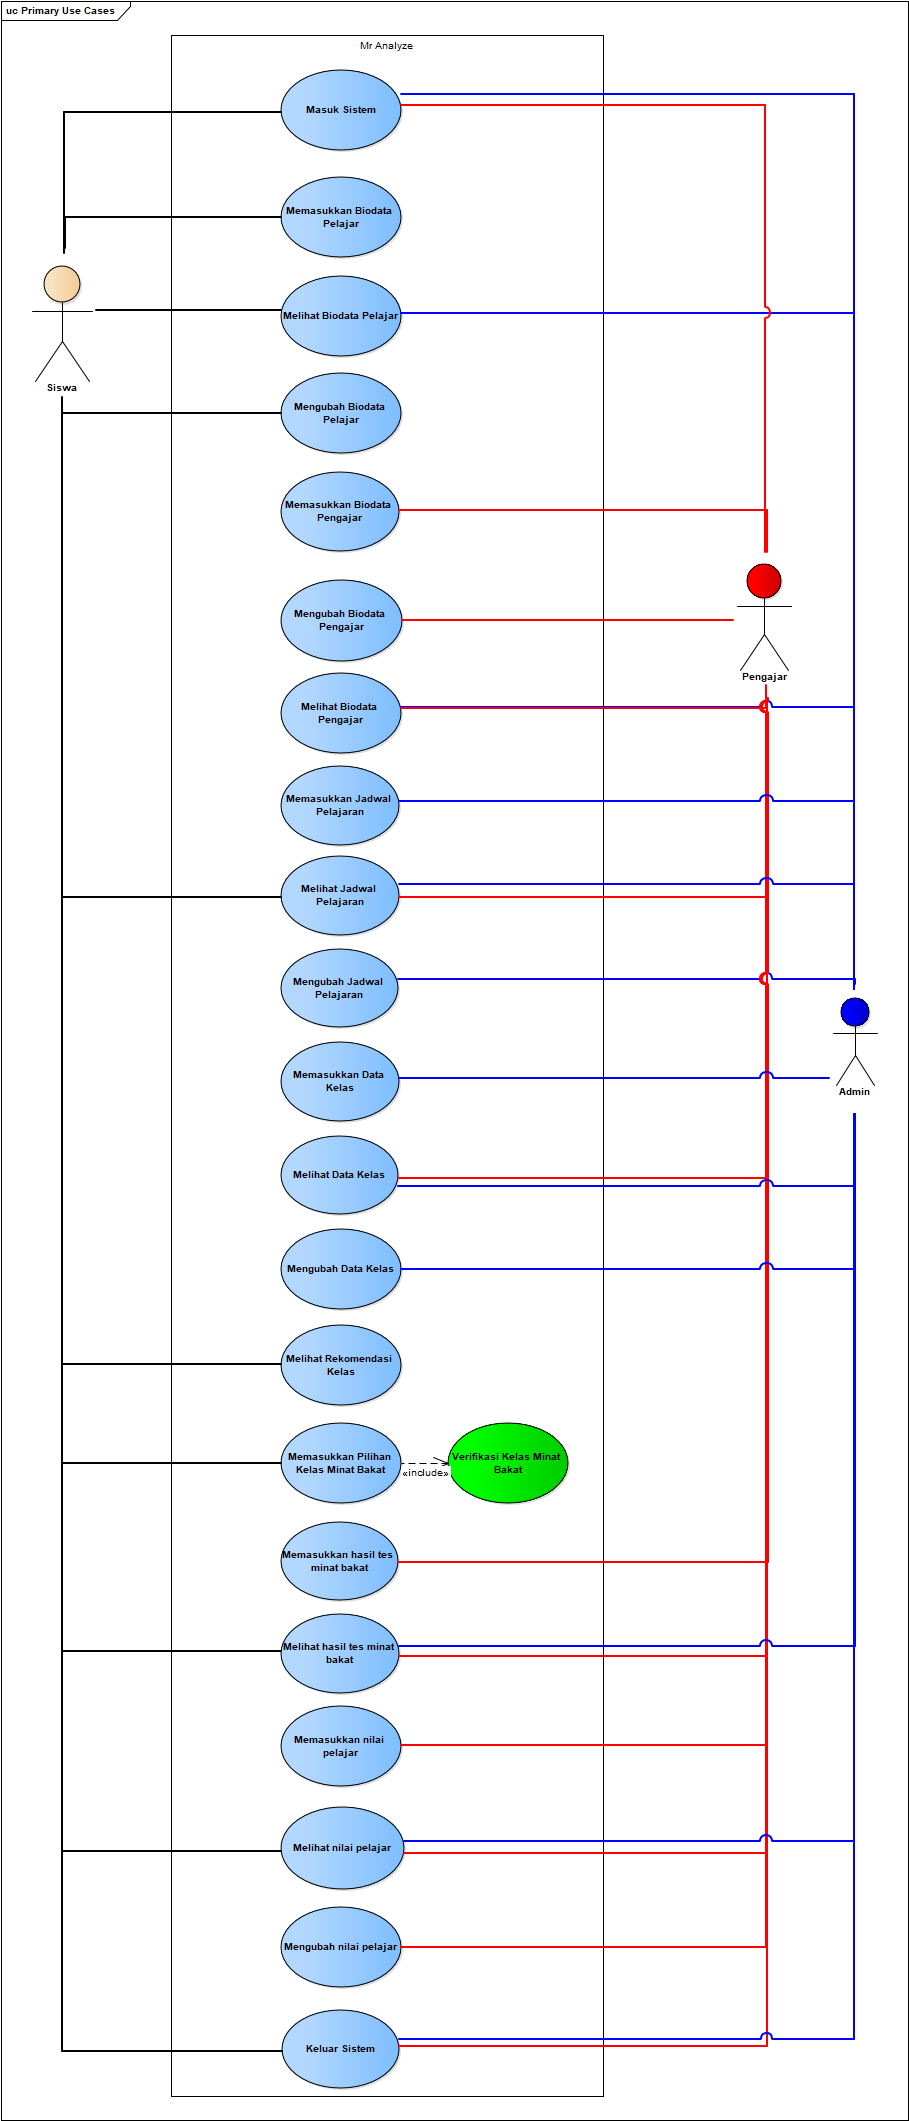 uc Primary Use Cases
Mr Analyze
Masuk Sistem
Memasukkan Biodata
Pelajar
Melihat Biodata Pelajar
Siswa
Mengubah Biodata
Pelajar
Memasukkan Biodata
Pengajar
Mengubah Biodata
Pengajar
Pengajar
Melihat Biodata
Pengajar
Memasukkan Jadwal
Pelajaran
Melihat Jadwal
Pelajaran
Mengubah Jadwal
Pelajaran
Memasukkan Data
Kelas
Admin
Melihat Data Kelas
Mengubah Data Kelas
Melihat Rekomendasi
Kelas
Memasukkan Pilihan
Kelas Minat Bakat
«include»
Verifikasi Kelas Minat
Bakat
Memasukkan hasil tes
minat bakat
Melihat hasil tes minat
bakat
Memasukkan nilai
pelajar
Melihat nilai pelajar
Mengubah nilai pelajar
Keluar Sistem